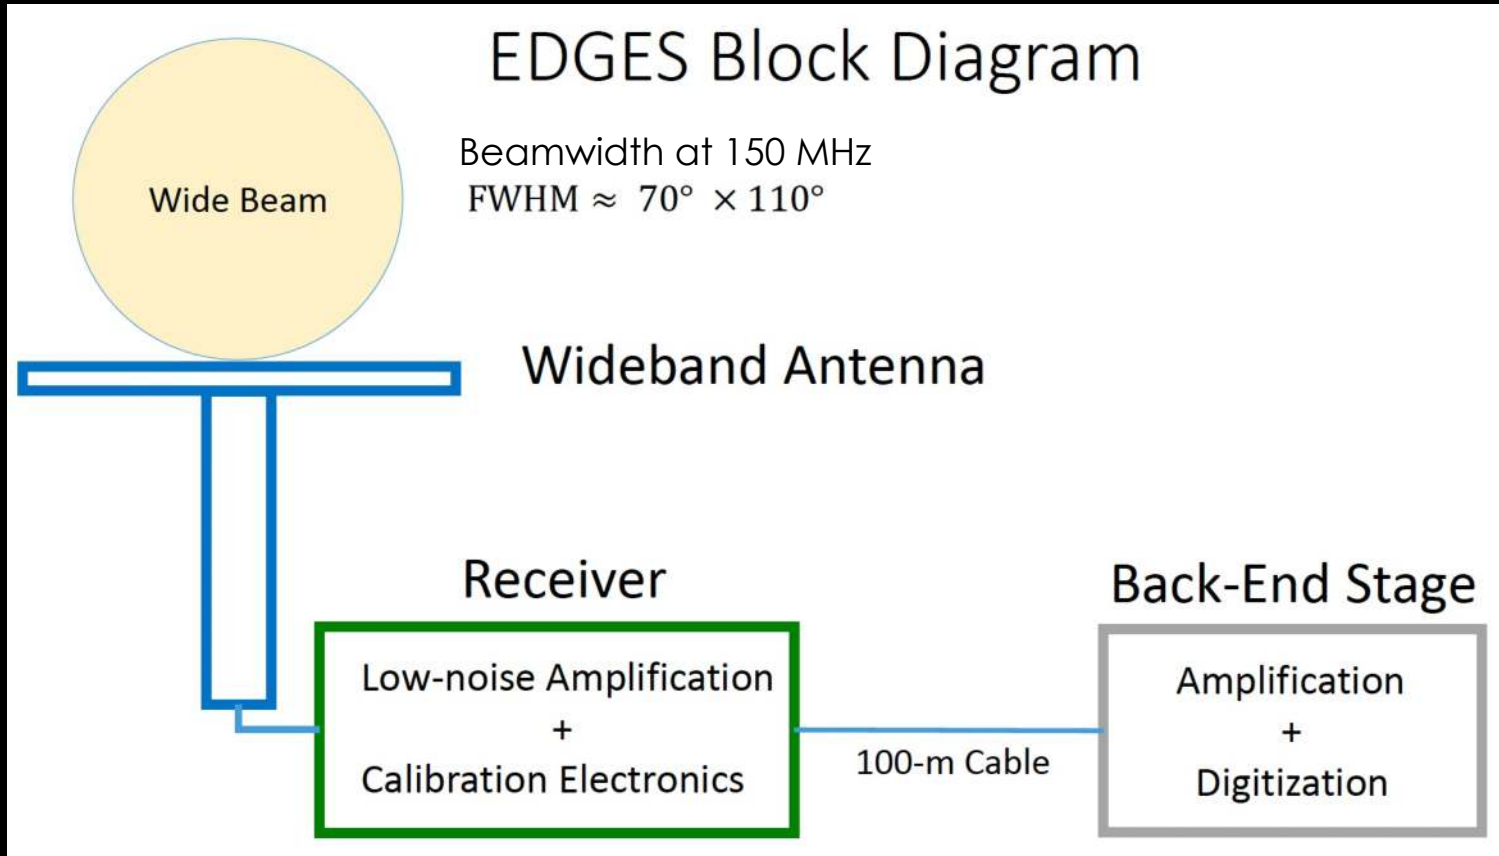 EDGES Block Diagram
Beamwidth at 150 MHz
FWHM ≈ 70° × 110°
Wide Beam
Wideband Antenna
Receiver
Low-noise Amplification
+
Calibration Electronics
100-m Cable
Back-End Stage
Amplification
+
Digitization